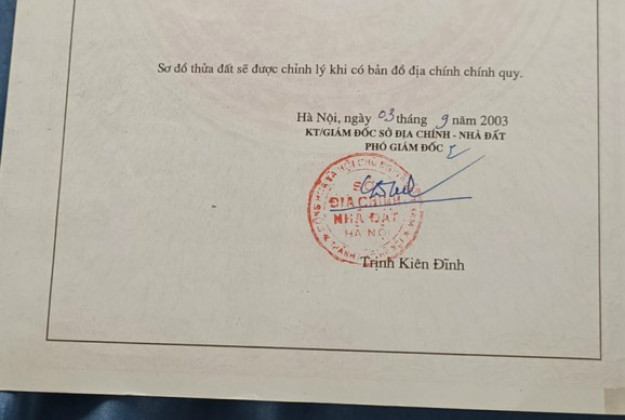 Sơ đồ thửa đất sẽ được chỉnh lý khi có bản đồ địa chính chính quy.
Hà Nội, ngày 03 tháng 9 năm 2003
KT/GIÁM ĐỐC SỞ ĐỊA CHÍNH - NHÀ ĐẤT
PHÓ GIÁM ĐỐC
SỞ
ĐỊA CHÍNH
NHÀ ĐẤT
HÀ NỘI
Trịnh Kiên Đĩnh